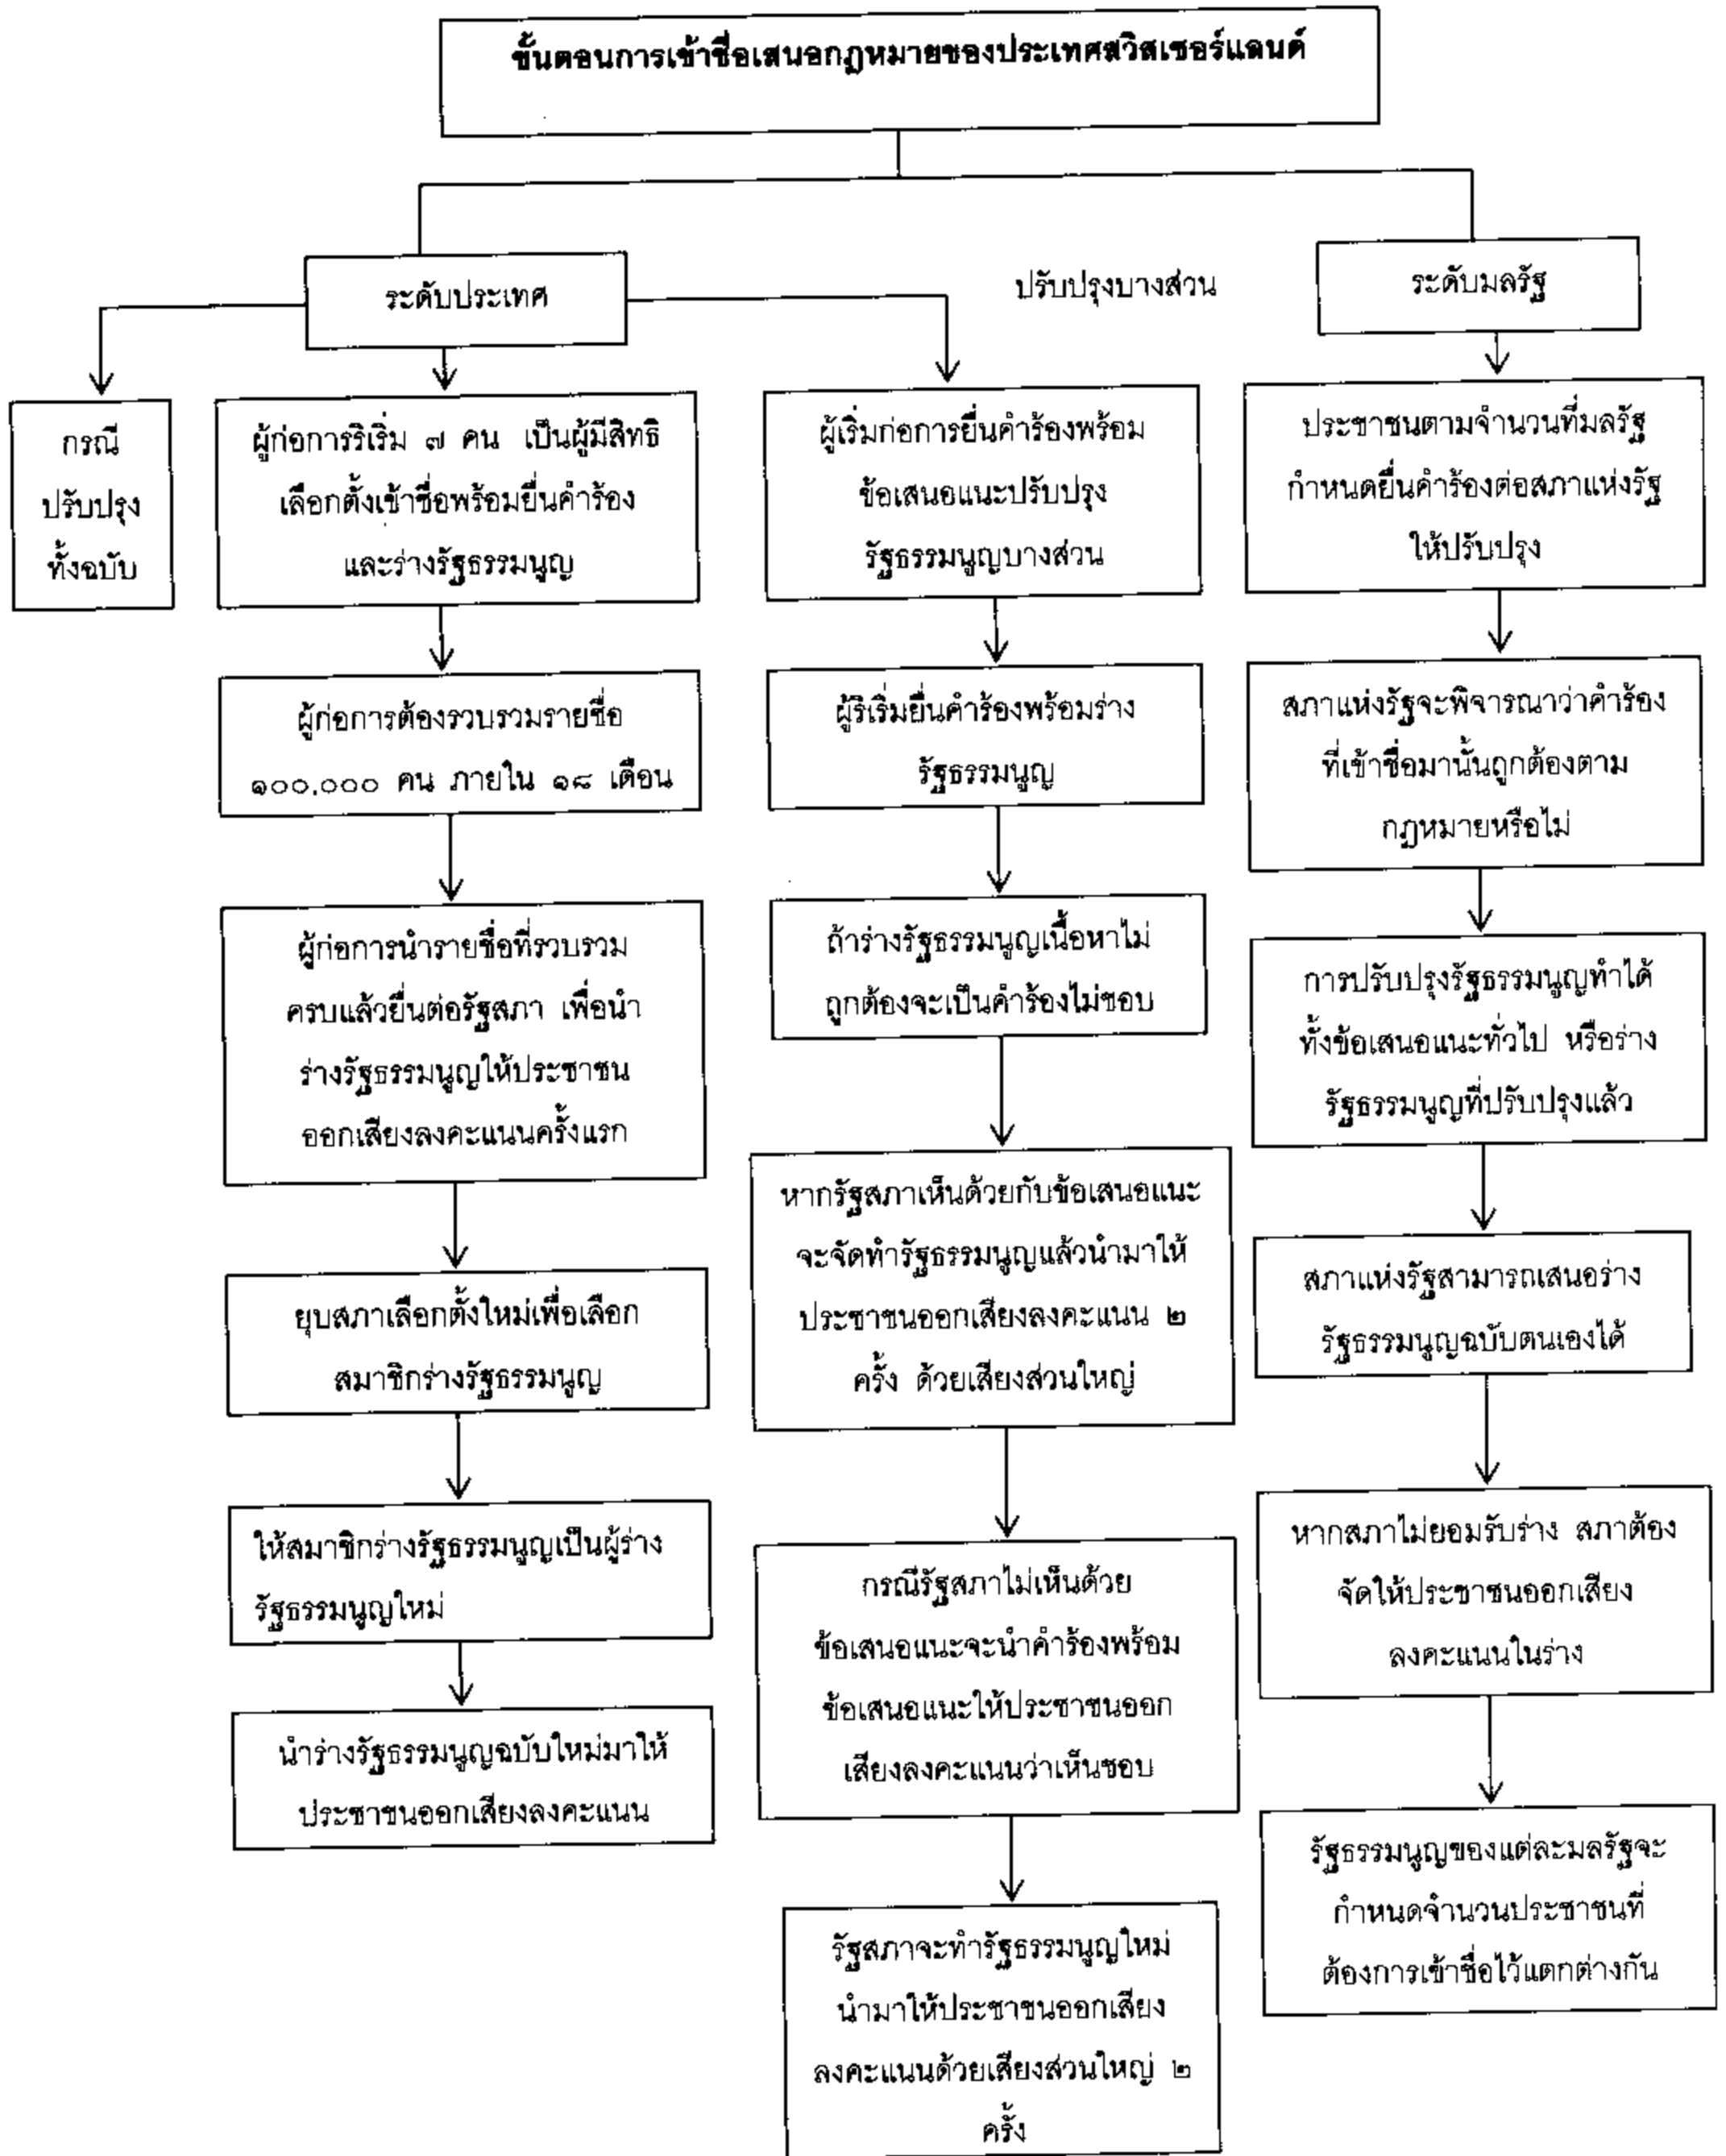 ขั้นตอนการเข้าชื่อเสนอกฎหมายของประเทศสวิสเซอร์แลนด์
ระดับประเทศ
ปรับปรุงบางส่วน
ระดับมลรัฐ
กรณี
ปรับปรุง
ทั้งฉบับ
ผู้ก่อการริเริ่ม ๗ คน เป็นผู้มีสิทธิ
เลือกตั้งเข้าชื่อพร้อมยื่นคำร้อง
และร่างรัฐธรรมนูญ
ผู้ก่อการต้องรวบรวมรายชื่อ
๑๐๐,๐๐๐ คน ภายใน ๑๘ เดือน
ผู้ก่อการนำรายชื่อที่รวบรวม
ครบแล้วยื่นต่อรัฐสภา เพื่อนำ
ร่างรัฐธรรมนูญให้ประชาชน
ออกเสียงลงคะแนนครั้งแรก
ยุบสภาเลือกตั้งใหม่เพื่อเลือก
สมาชิกร่างรัฐธรรมนูญ
ให้สมาชิกร่างรัฐธรรมนูญเป็นผู้ร่าง
รัฐธรรมนูญใหม่
นำร่างรัฐธรรมนูญฉบับใหม่มาให้
ประชาชนออกเสียงลงคะแนน
ผู้เริ่มก่อการยื่นคำร้องพร้อม
ข้อเสนอแนะปรับปรุง
รัฐธรรมนูญบางส่วน
ผู้ริเริ่มยื่นคำร้องพร้อมร่าง
รัฐธรรมนูญ
ถ้าร่างรัฐธรรมนูญเนื้อหาไม่
ถูกต้องจะเป็นคำร้องไม่ชอบ
หากรัฐสภาเห็นด้วยกับข้อเสนอแนะ
จะจัดทำรัฐธรรมนูญแล้วนำมาให้
ประชาชนออกเสียงลงคะแนน ๒
ครั้ง ด้วยเสียงส่วนใหญ่
กรณีรัฐสภาไม่เห็นด้วย
ข้อเสนอแนะจะนำคำร้องพร้อม
ข้อเสนอแนะให้ประชาชนออก
เสียงลงคะแนนว่าเห็นชอบ
รัฐสภาจะทำรัฐธรรมนูญใหม่
นำมาให้ประชาชนออกเสียง
ลงคะแนนด้วยเสียงส่วนใหญ่ ๒
ครั้ง
ประชาชนตามจำนวนที่มลรัฐ
กำหนดยื่นคำร้องต่อสภาแห่งรัฐ
ให้ปรับปรุง
สภาแห่งรัฐจะพิจารณาว่าคำร้อง
ที่เข้าชื่อมานั้นถูกต้องตาม
กฎหมายหรือไม่
การปรับปรุงรัฐธรรมนูญทำได้
ทั้งข้อเสนอแนะทั่วไป หรือร่าง
รัฐธรรมนูญที่ปรับปรุงแล้ว
สภาแห่งรัฐสามารถเสนอร่าง
รัฐธรรมนูญฉบับตนเองได้
หากสภาไม่ยอมรับร่าง สภาต้อง
จัดให้ประชาชนออกเสียง
ลงคะแนนในร่าง
รัฐธรรมนูญของแต่ละมลรัฐจะ
กำหนดจำนวนประชาชนที่
ต้องการเข้าชื่อไว้แตกต่างกัน